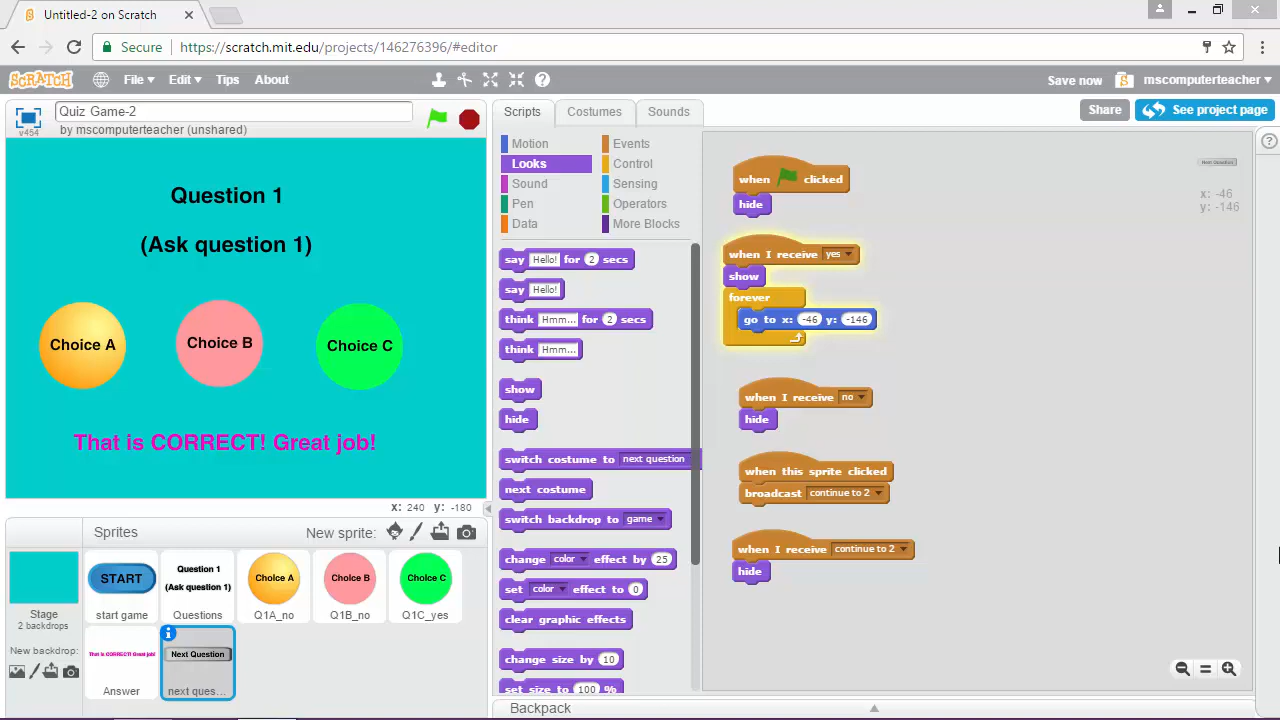 Untitled-2 on Scratch
Secure https://scratch.mit.edu/projects/146276396/#editor
SCRATCH File Edit Tips About Save now mscomputerteacher
Quiz Game-2
by mscomputerteacher (unshared)
v454
Scripts Costumes Sounds
Share See project page
Question 1
(Ask question 1)
Choice A Choice B Choice C
That is CORRECT! Great job!
x: 240 y: -180
Motion Events
Looks Control
Sound Sensing
Pen Operators
Data More Blocks
say Hello! for 2 secs
say Hello!
think Hmm... for 2 secs
think Hmm...
show
hide
switch costume to next question
next costume
switch backdrop to game
change color effect by 25
set color effect to 0
clear graphic effects
change size by 10
set size to 100 %
when clicked
hide
when I receive yes
show
forever
go to x: -46 y: -146
when I receive no
hide
when this sprite clicked
broadcast continue to 2
when I receive continue to 2
hide
Next Question
x: -46
y: -146
Sprites New sprite:
Stage
2 backdrops
New backdrop:
START
start game
Question 1
(Ask question 1)
Questions
Choice A
Q1A_no
Choice B
Q1B_no
Choice C
Q1C_yes
That is CORRECT! Great job!
Answer
Next Question
next ques...
Backpack